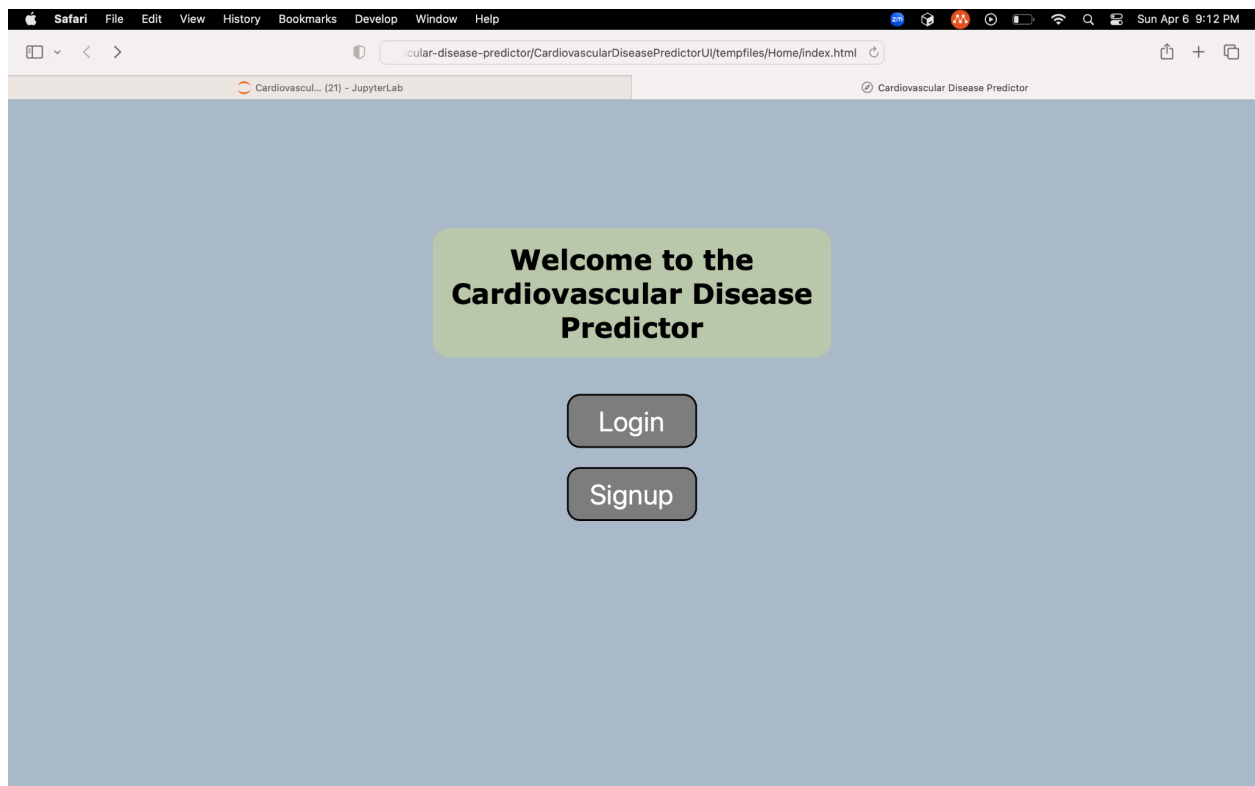 Safari File Edit View History Bookmarks Develop Window Help zm Sun Apr 6 9:12 PM
cular-disease-predictor/CardiovascularDiseasePredictorUI/tempfiles/Home/index.html
Cardiovascul... (21) - JupyterLab Cardiovascular Disease Predictor
Welcome to the
Cardiovascular Disease
Predictor
Login
Signup